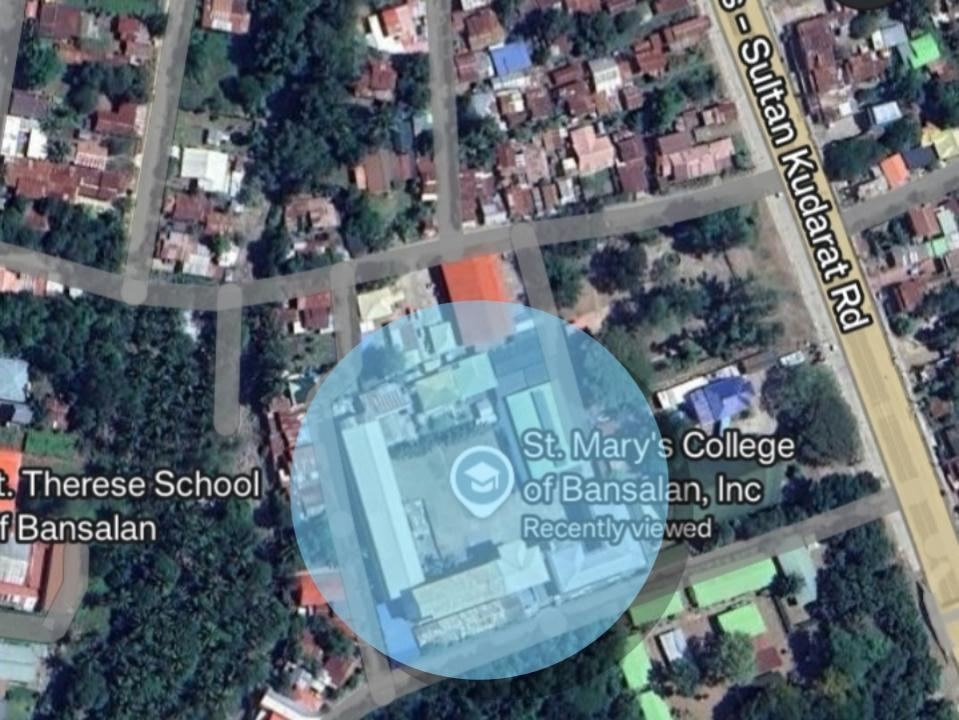 - Sultan Kudarat Rd
St. Mary's College
of Bansalan, Inc
Recently viewed
Therese School
Bansalan